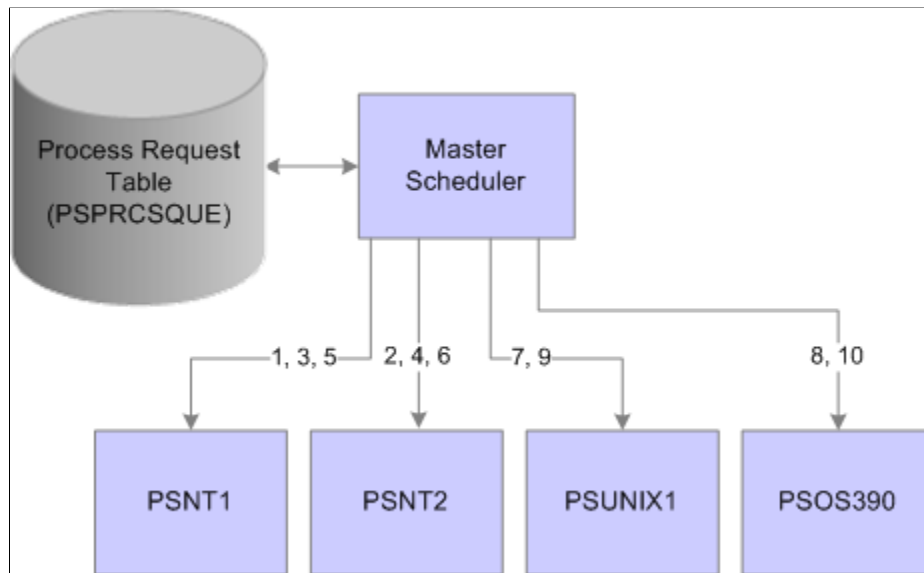 Process Request
Table
(PSPRCSQUE)
Master
Scheduler
1, 3, 5
2, 4, 6
7, 9
8, 10
PSNT1
PSNT2
PSUNIX1
PSOS390